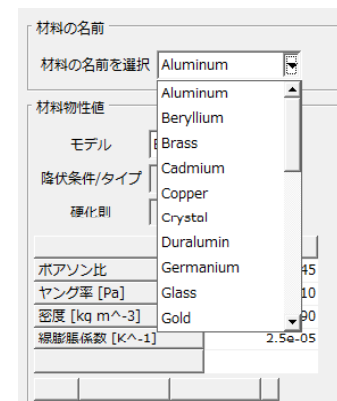 材料の名前
材料の名前を選択 Aluminum
Aluminum
材料物性値
Beryllium
モデル
Brass
降伏条件/タイプ
Cadmium
Copper
硬化則
Crystal
Duralumin
Germanium
ポアソン比 45
Glass
ヤング率 [Pa] 10
Gold
密度 [kg m^-3] 90
線膨脹係数 [K^-1] 2.5e-05